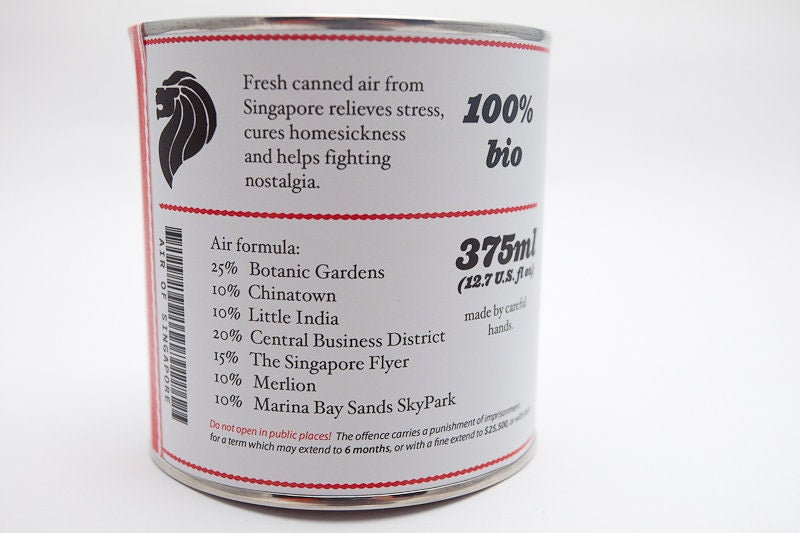 Fresh canned air from
Singapore relieves stress,
cures homesickness
and helps fighting
nostalgia.
100%
bio
Air formula:
25% Botanic Gardens
10% Chinatown
10% Little India
20% Central Business District
15% The Singapore Flyer
10% Merlion
10% Marina Bay Sands SkyPark
375ml
(12.7 U.S. fl oz)
made by careful
hands.
AIR OF SINGAPORE
Do not open in public places! The offence carries a punishment of imprisonment
for a term which may extend to 6 months, or with a fine extend to $25,500, or with